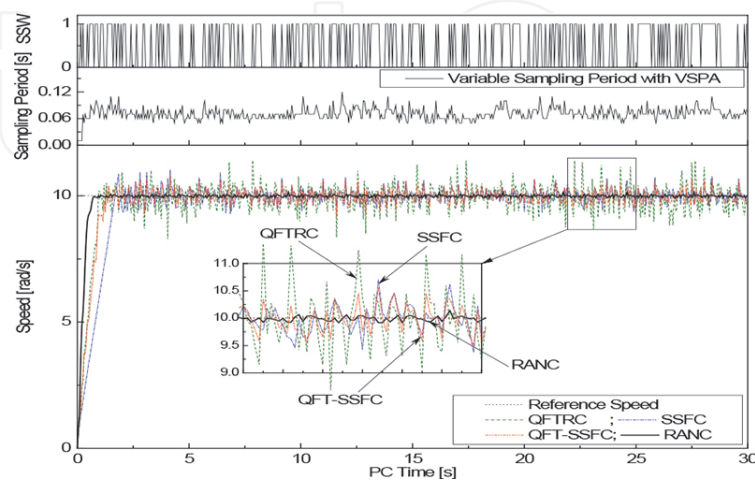 SSW
1
0
Sampling Period [s]
0.12
0.06
0.00
Variable Sampling Period with VSPA
Speed [rad/s]
10
5
0
QFTRC
SSFC
11.0
10.5
10.0
9.5
9.0
RANC
QFT-SSFC
Reference Speed
QFTRC ; SSFC
QFT-SSFC; RANC
0 5 10 15 20 25 30
PC Time [s]